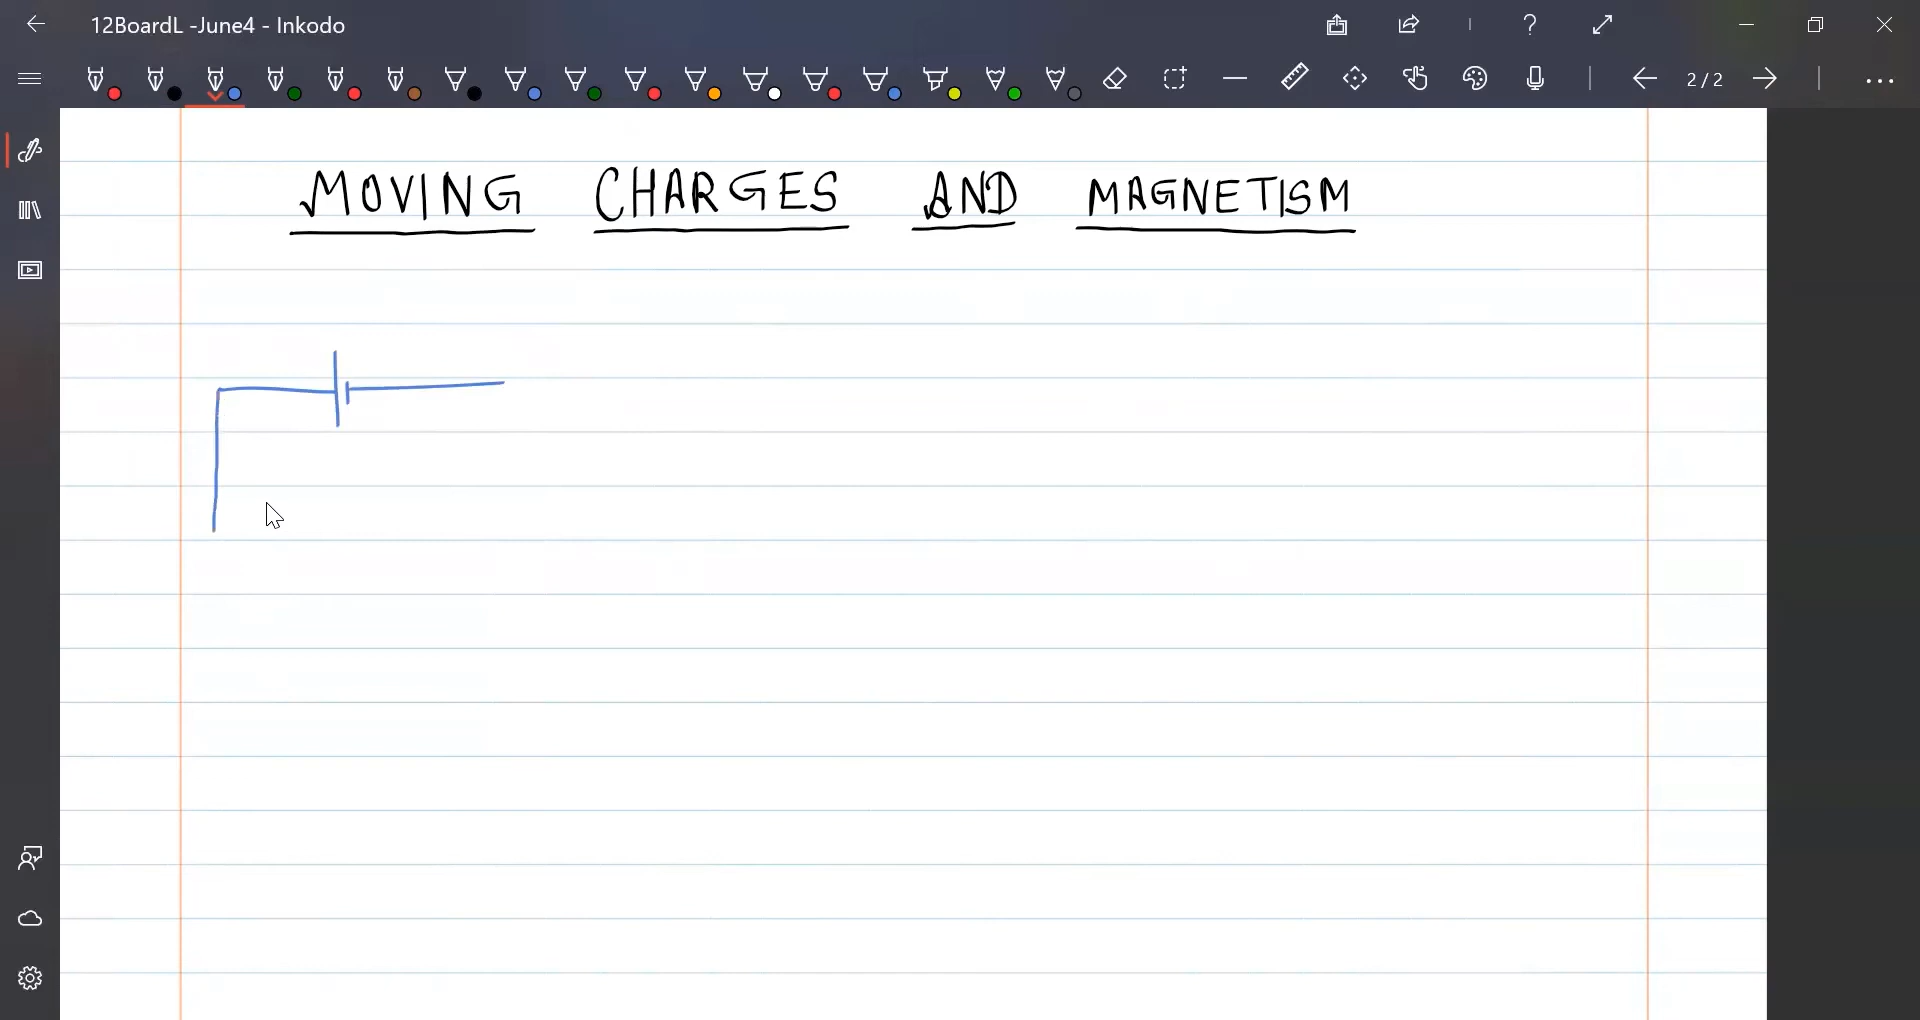 12BoardL -June4 - Inkodo
2 / 2
MOVING CHARGES AND MAGNETISM